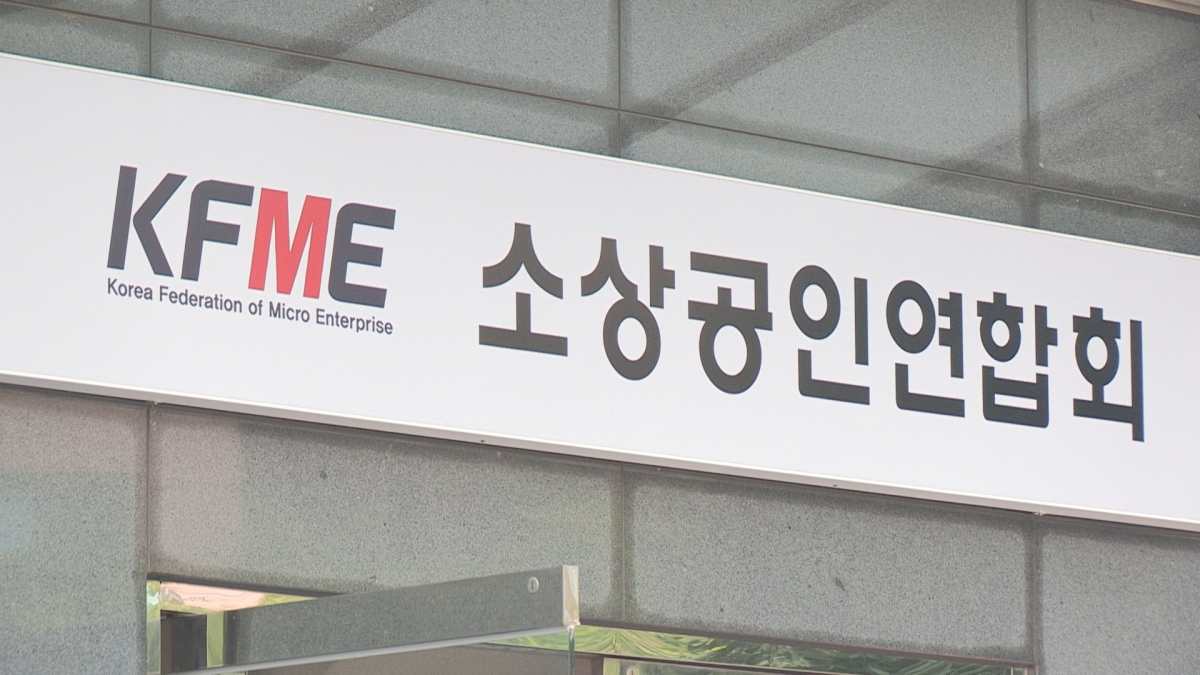 KFME
Korea Federation of Micro Enterprise
소상공인연합회